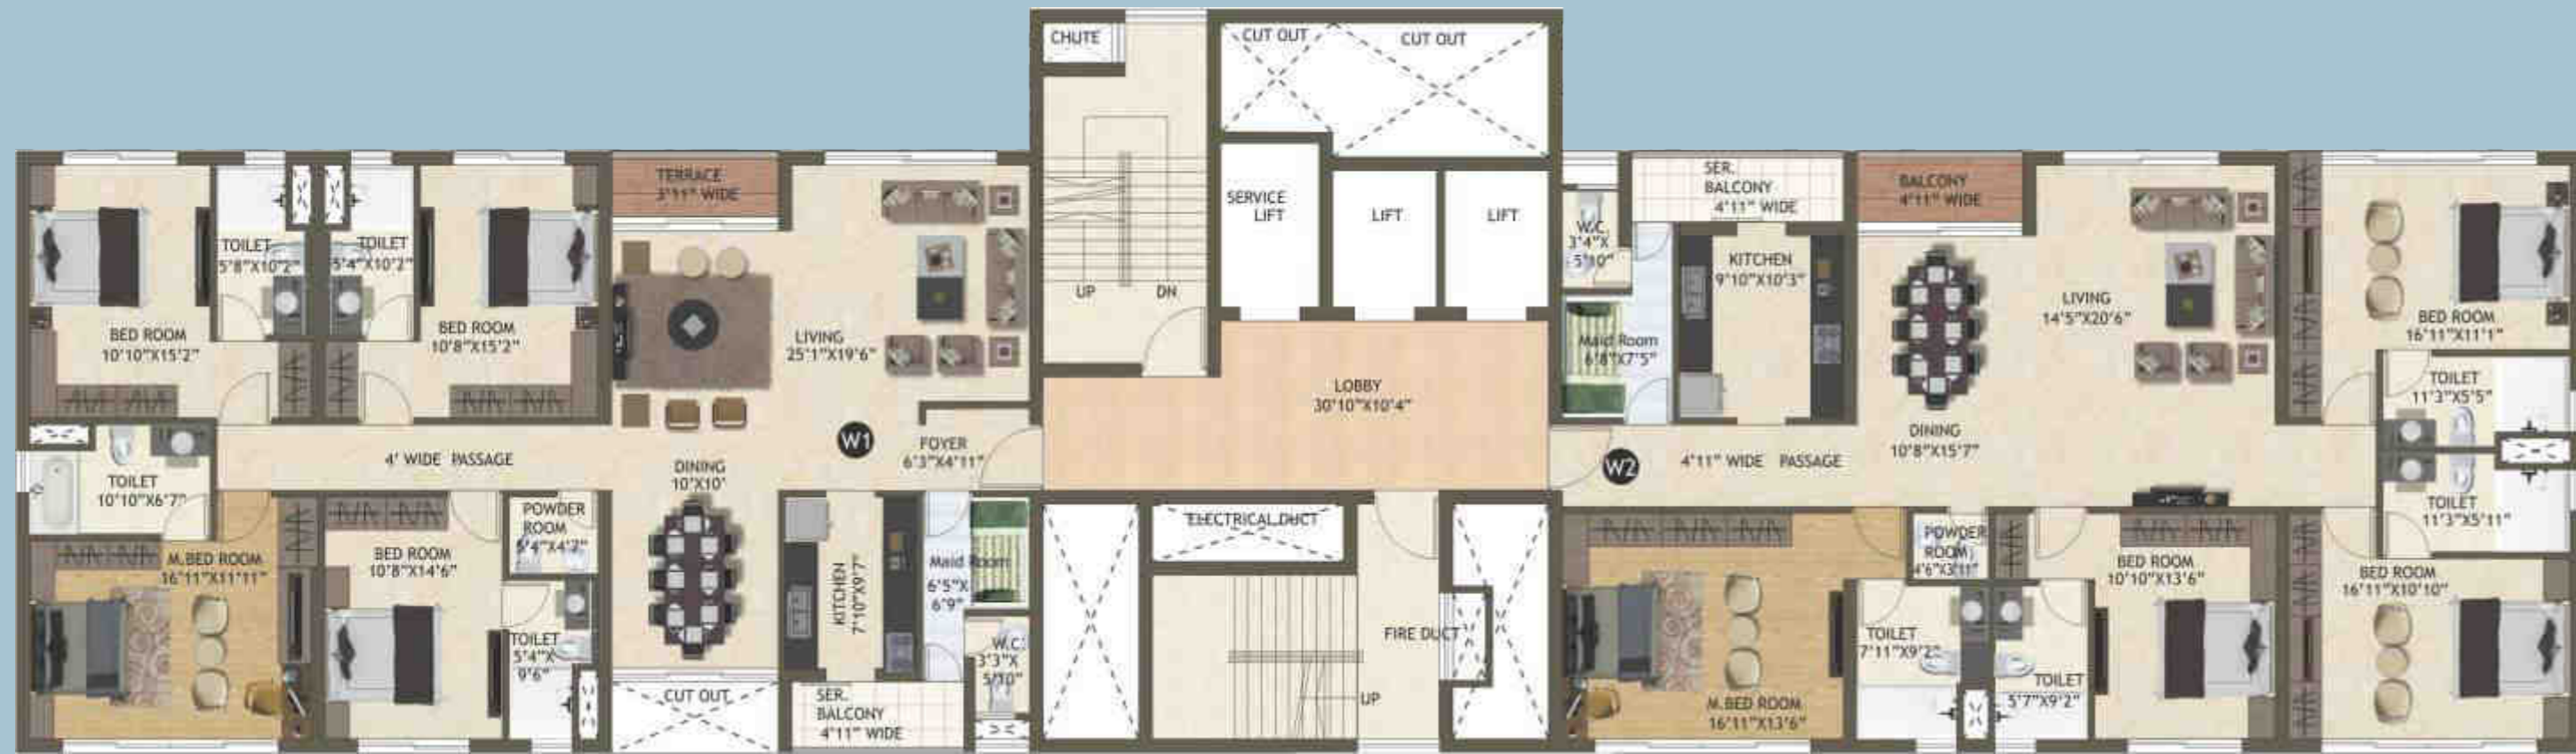 CHUTE
CUT OUT
CUT OUT
UP
DN
SERVICE
LIFT
LIFT
LIFT
LOBBY
30'10"X10'4"
ELECTRICAL DUCT
FIRE DUCT
UP
TERRACE
3'11" WIDE
TOILET
5'8"X10'2"
TOILET
5'4"X10'2"
BED ROOM
10'10"X15'2"
BED ROOM
10'8"X15'2"
LIVING
25'1"X19'6"
W1
FOYER
6'3"X4'11"
4' WIDE PASSAGE
DINING
10'X10'
TOILET
10'10"X6'7"
M.BED ROOM
16'11"X11'11"
BED ROOM
10'8"X14'6"
POWDER
ROOM
5'4"X4'7"
TOILET
5'4"X
9'6"
CUT OUT
KITCHEN
7'10"X9'7"
Maid Room
6'5"X
6'9"
W.C.
3'3"X
5'10"
SER.
BALCONY
4'11" WIDE
SER.
BALCONY
4'11" WIDE
BALCONY
4'11" WIDE
W.C.
3'4"X
5'10"
KITCHEN
9'10"X10'3"
Maid Room
6'8"X7'5"
LIVING
14'5"X20'6"
BED ROOM
16'11"X11'1"
TOILET
11'3"X5'5"
DINING
10'8"X15'7"
W2
4'11" WIDE PASSAGE
TOILET
11'3"X5'11"
POWDER
ROOM
4'6"X3'11"
BED ROOM
10'10"X13'6"
BED ROOM
16'11"X10'10"
TOILET
7'11"X9'2"
TOILET
5'7"X9'2"
M.BED ROOM
16'11"X13'6"